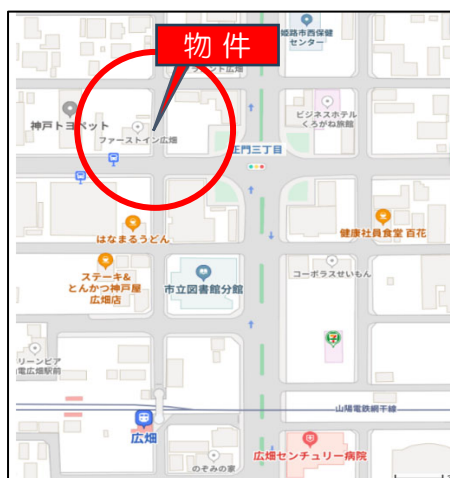 物件
姫路市西保健
センター
ント広畑
神戸トヨペット
ファーストイン広畑
ビジネスホテル
くろがね旅館
正門三丁目
はなまるうどん
健康社員食堂 百花
ステーキ&
とんかつ神戸屋
広畑店
市立図書館分館
コーポラスせいもん
リーンピア
電広畑駅前
山陽電鉄網干線
広畑
広畑センチュリー病院
のぞみの家